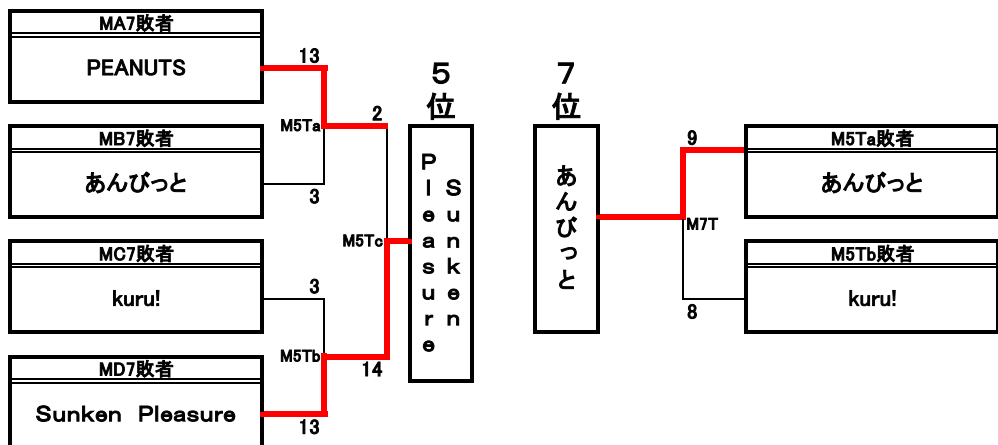 MA7敗者
PEANUTS
13
M5Ta
2
MB7敗者
あんびっと
3
MC7敗者
kuru!
3
M5Tb
14
MD7敗者
Sunken Pleasure
13
M5Tc
5位
Sunken
Pleasure
7位
あんびっと
9
M7T
8
M5Ta敗者
あんびっと
M5Tb敗者
kuru!